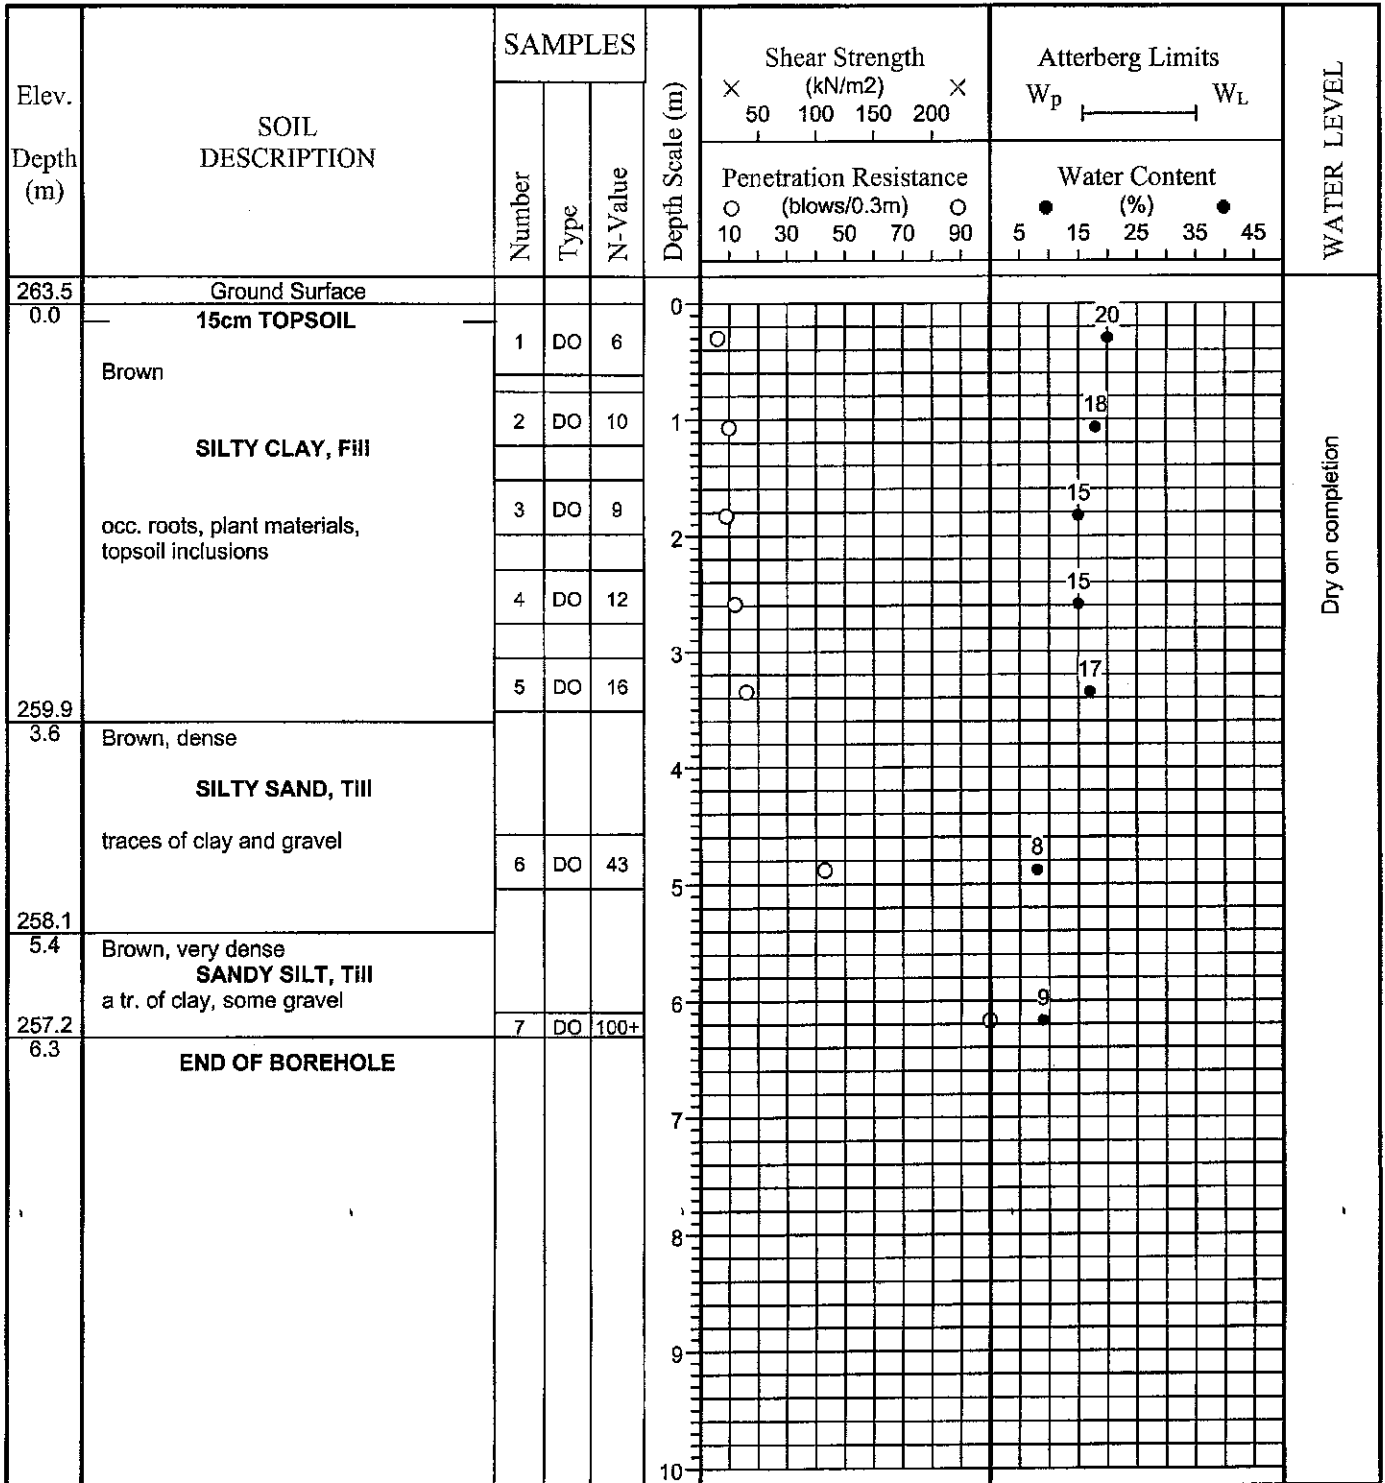 Elev.
Depth
(m)
SOIL
DESCRIPTION
SAMPLES
Number
Type
N-Value
Depth Scale (m)
Shear Strength
× (kN/m2) ×
50 100 150 200
Penetration Resistance
○ (blows/0.3m) ○
10 30 50 70 90
Atterberg Limits
Wp WL
Water Content
● (%) ●
5 15 25 35 45
WATER LEVEL
263.5 Ground Surface
0.0 15cm TOPSOIL 0
20
1 DO 6
Brown
18
2 DO 10 1
SILTY CLAY, Fill
15
3 DO 9
occ. roots, plant materials,
2
topsoil inclusions
15
4 DO 12
3
17
5 DO 16
259.9
3.6 Brown, dense
4
SILTY SAND, Till
traces of clay and gravel
8
6 DO 43
5
258.1
5.4 Brown, very dense
SANDY SILT, Till
a tr. of clay, some gravel 6
9
257.2 7 DO 100+
6.3
END OF BOREHOLE
7
8
9
10
Dry on completion